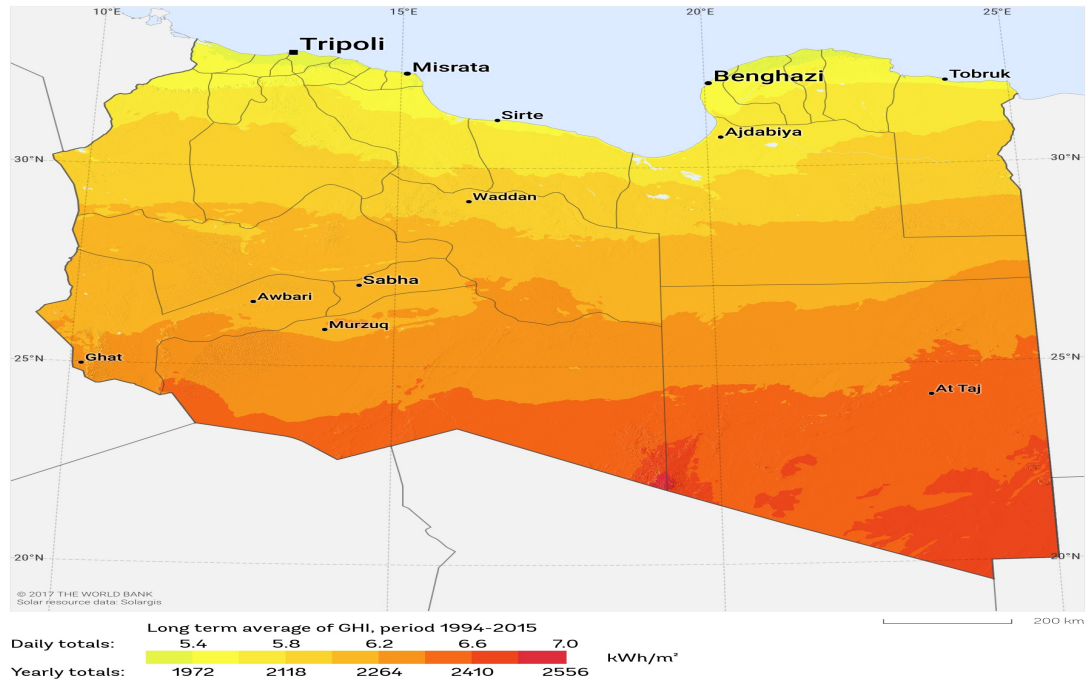 10°E 15°E 20°E 25°E
Tripoli
Misrata
Benghazi
Tobruk
Sirte
Ajdabiya
30°N 30°N
Waddan
Sabha
Awbari
Murzuq
Ghat
25°N 25°N
At Taj
20°N 20°N
© 2017 THE WORLD BANK
Solar resource data: Solargis
200 km
Long term average of GHI, period 1994-2015
Daily totals: 5.4 5.8 6.2 6.6 7.0
kWh/m²
Yearly totals: 1972 2118 2264 2410 2556